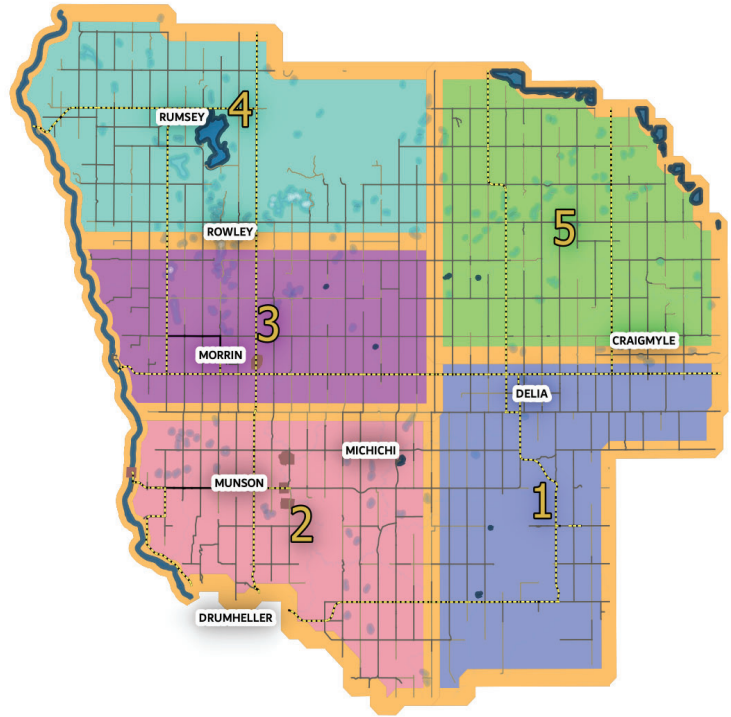 RUMSEY
4
ROWLEY
5
3
CRAIGMYLE
MORRIN
DELIA
MICHICHI
MUNSON
1
2
DRUMHELLER